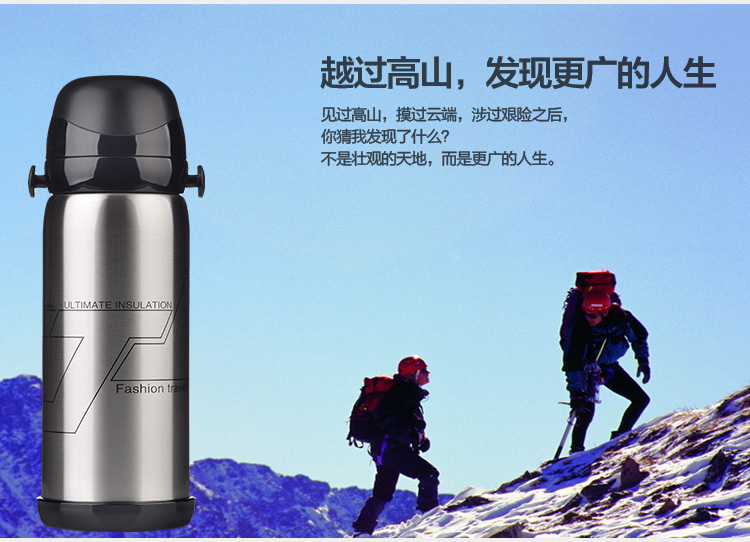 越过高山，发现更广的人生
见过高山，摸过云端，涉过艰险之后，
你猜我发现了什么？
不是壮观的天地，而是更广的人生。
ULTIMATE INSULATION
Fashion trave